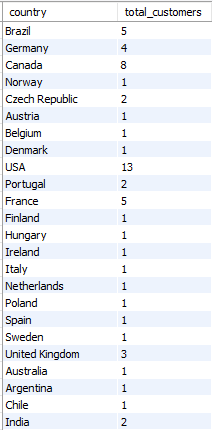 country total_customers
Brazil 5
Germany 4
Canada 8
Norway 1
Czech Republic 2
Austria 1
Belgium 1
Denmark 1
USA 13
Portugal 2
France 5
Finland 1
Hungary 1
Ireland 1
Italy 1
Netherlands 1
Poland 1
Spain 1
Sweden 1
United Kingdom 3
Australia 1
Argentina 1
Chile 1
India 2